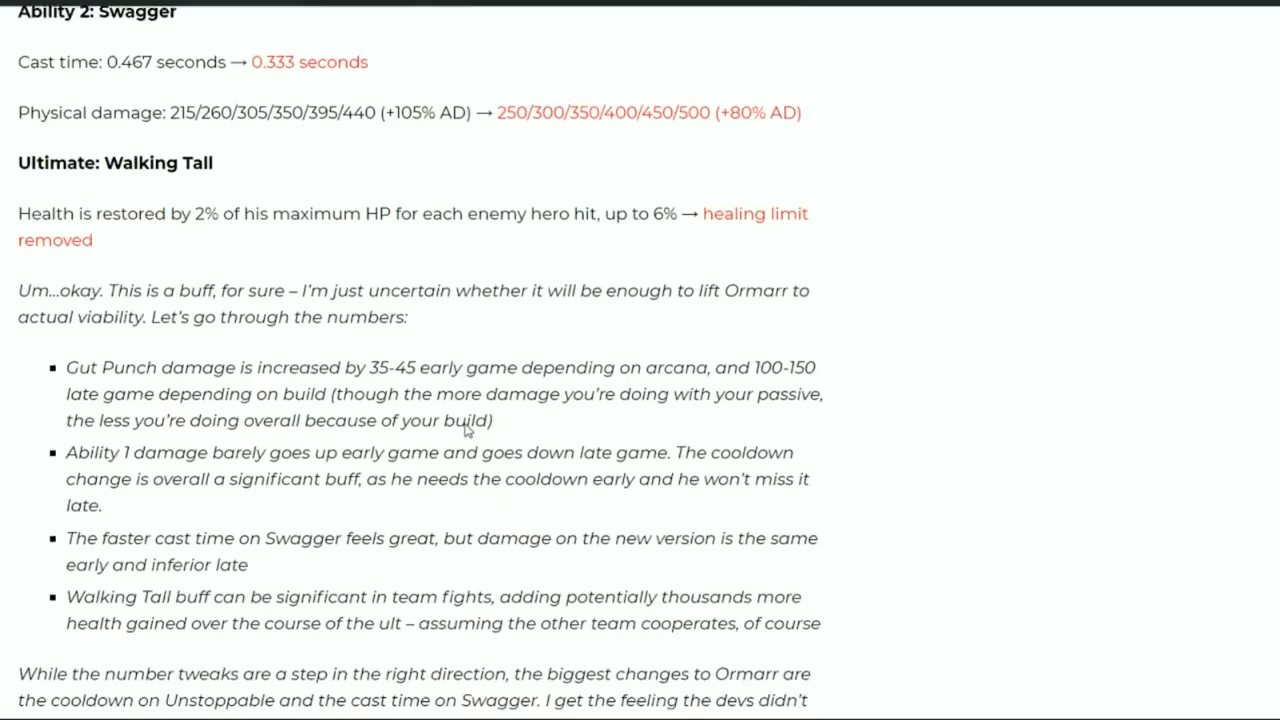 Ability 2: Swagger
Cast time: 0.467 seconds → 0.333 seconds
Physical damage: 215/260/305/350/395/440 (+105% AD) → 250/300/350/400/450/500 (+80% AD)
Ultimate: Walking Tall
Health is restored by 2% of his maximum HP for each enemy hero hit, up to 6% → healing limit
removed
Um...okay. This is a buff, for sure – I'm just uncertain whether it will be enough to lift Ormarr to
actual viability. Let's go through the numbers:
▪ Gut Punch damage is increased by 35-45 early game depending on arcana, and 100-150
late game depending on build (though the more damage you're doing with your passive,
the less you're doing overall because of your build)
▪ Ability 1 damage barely goes up early game and goes down late game. The cooldown
change is overall a significant buff, as he needs the cooldown early and he won't miss it
late.
▪ The faster cast time on Swagger feels great, but damage on the new version is the same
early and inferior late
▪ Walking Tall buff can be significant in team fights, adding potentially thousands more
health gained over the course of the ult – assuming the other team cooperates, of course
While the number tweaks are a step in the right direction, the biggest changes to Ormarr are
the cooldown on Unstoppable and the cast time on Swagger. I get the feeling the devs didn't